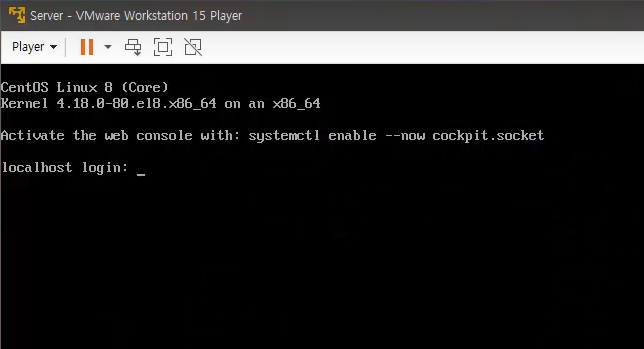 Server - VMware Workstation 15 Player
Player
CentOS Linux 8 (Core)
Kernel 4.18.0-80.el8.x86_64 on an x86_64
Activate the web console with: systemctl enable --now cockpit.socket
localhost login: _